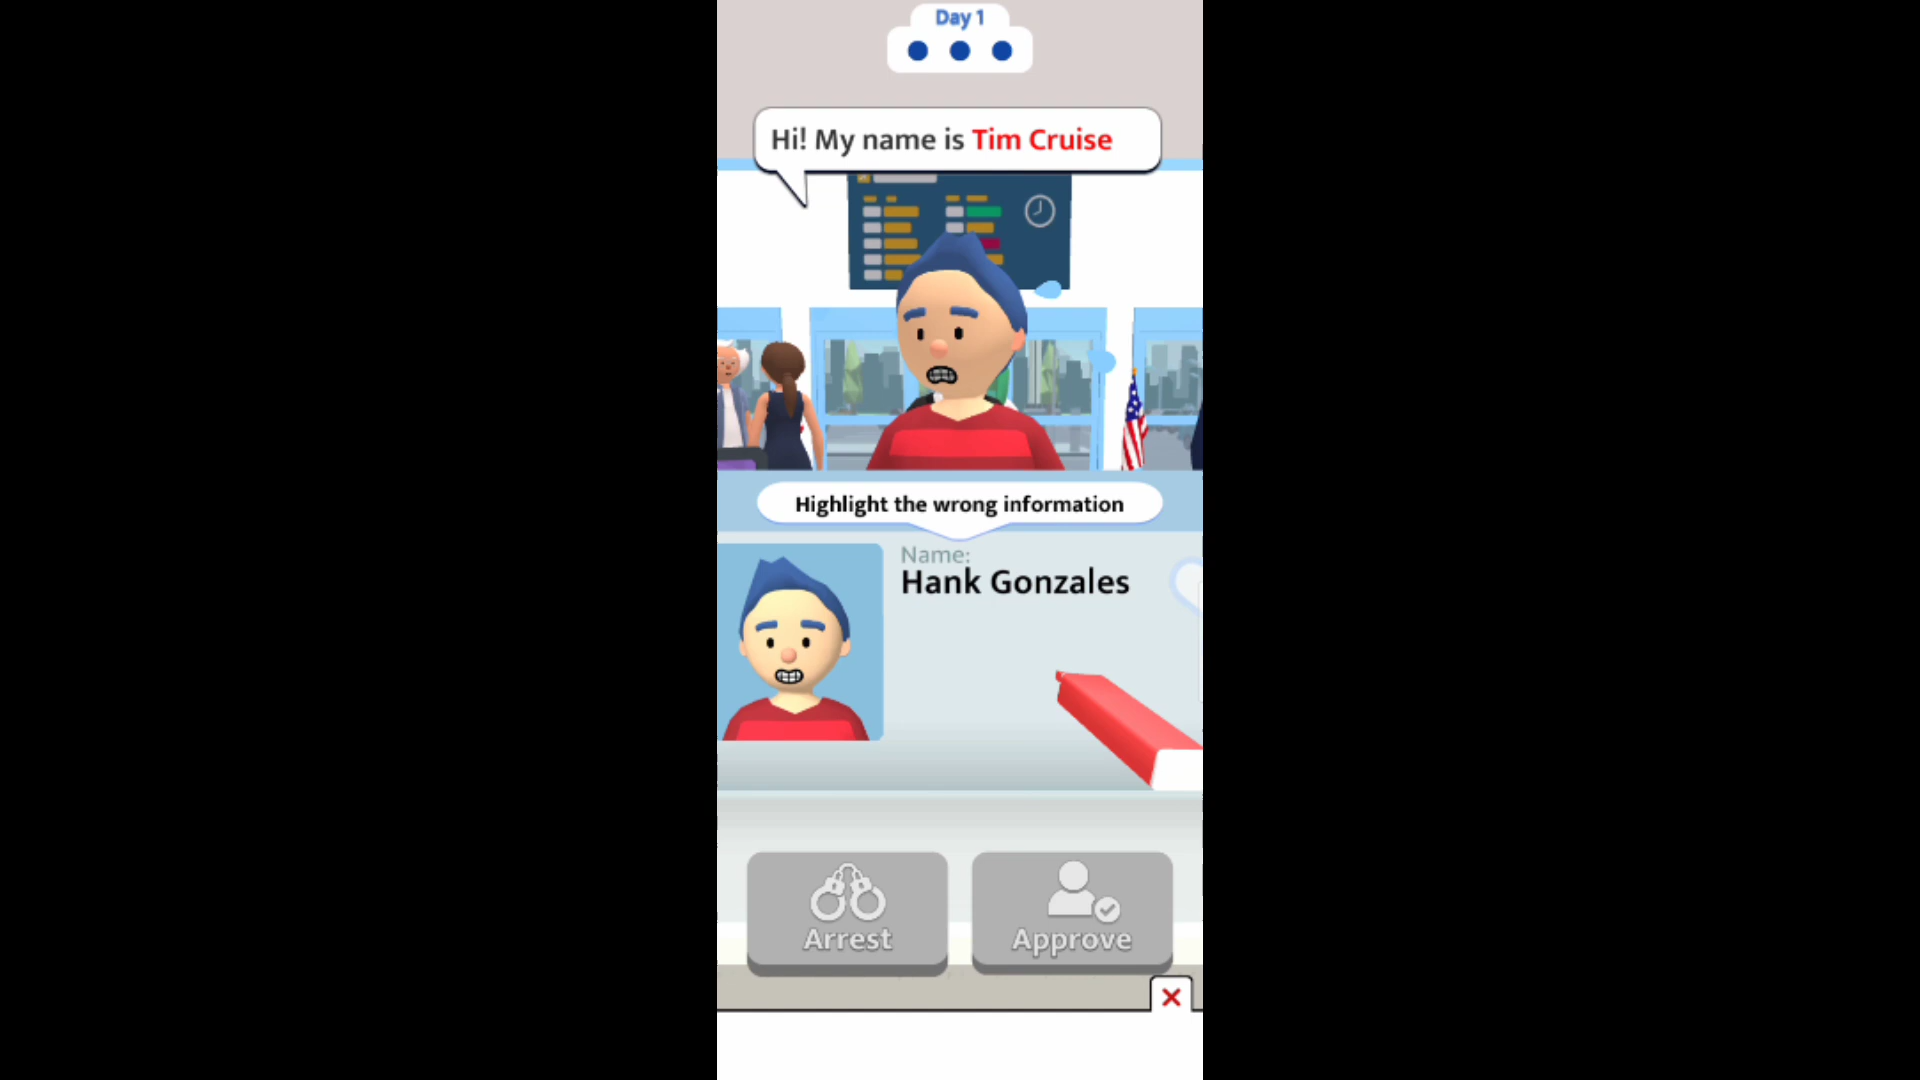 Day 1
Hi! My name is Tim Cruise
Highlight the wrong information
Name:
Hank Gonzales
Arrest
Approve